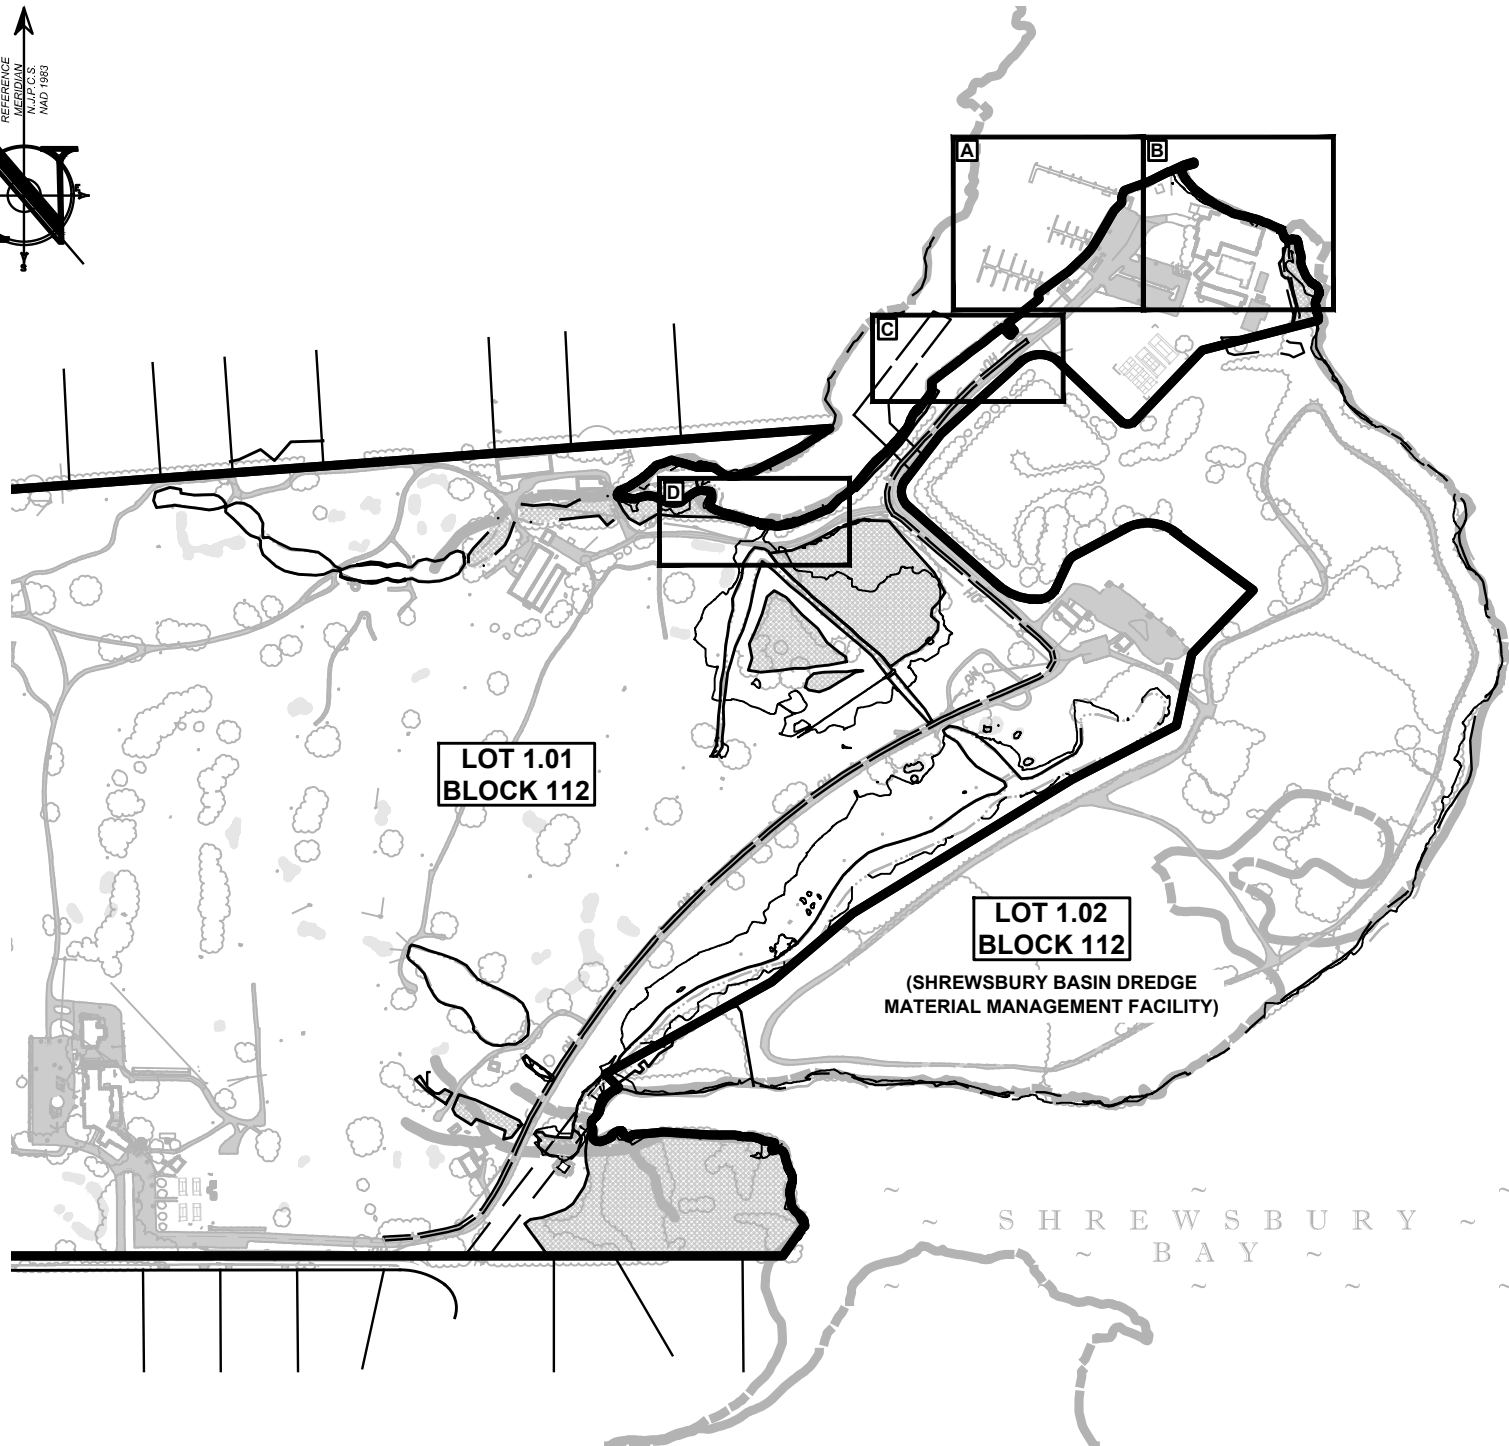 REFERENCE
MERIDIAN
N.J.P.C.S.
NAD 1983
S
A
B
C
D
LOT 1.01
BLOCK 112
LOT 1.02
BLOCK 112
(SHREWSBURY BASIN DREDGE
MATERIAL MANAGEMENT FACILITY)
~ ~ ~
~ SHREWSBURY ~
~ BAY ~
~ ~ ~ ~